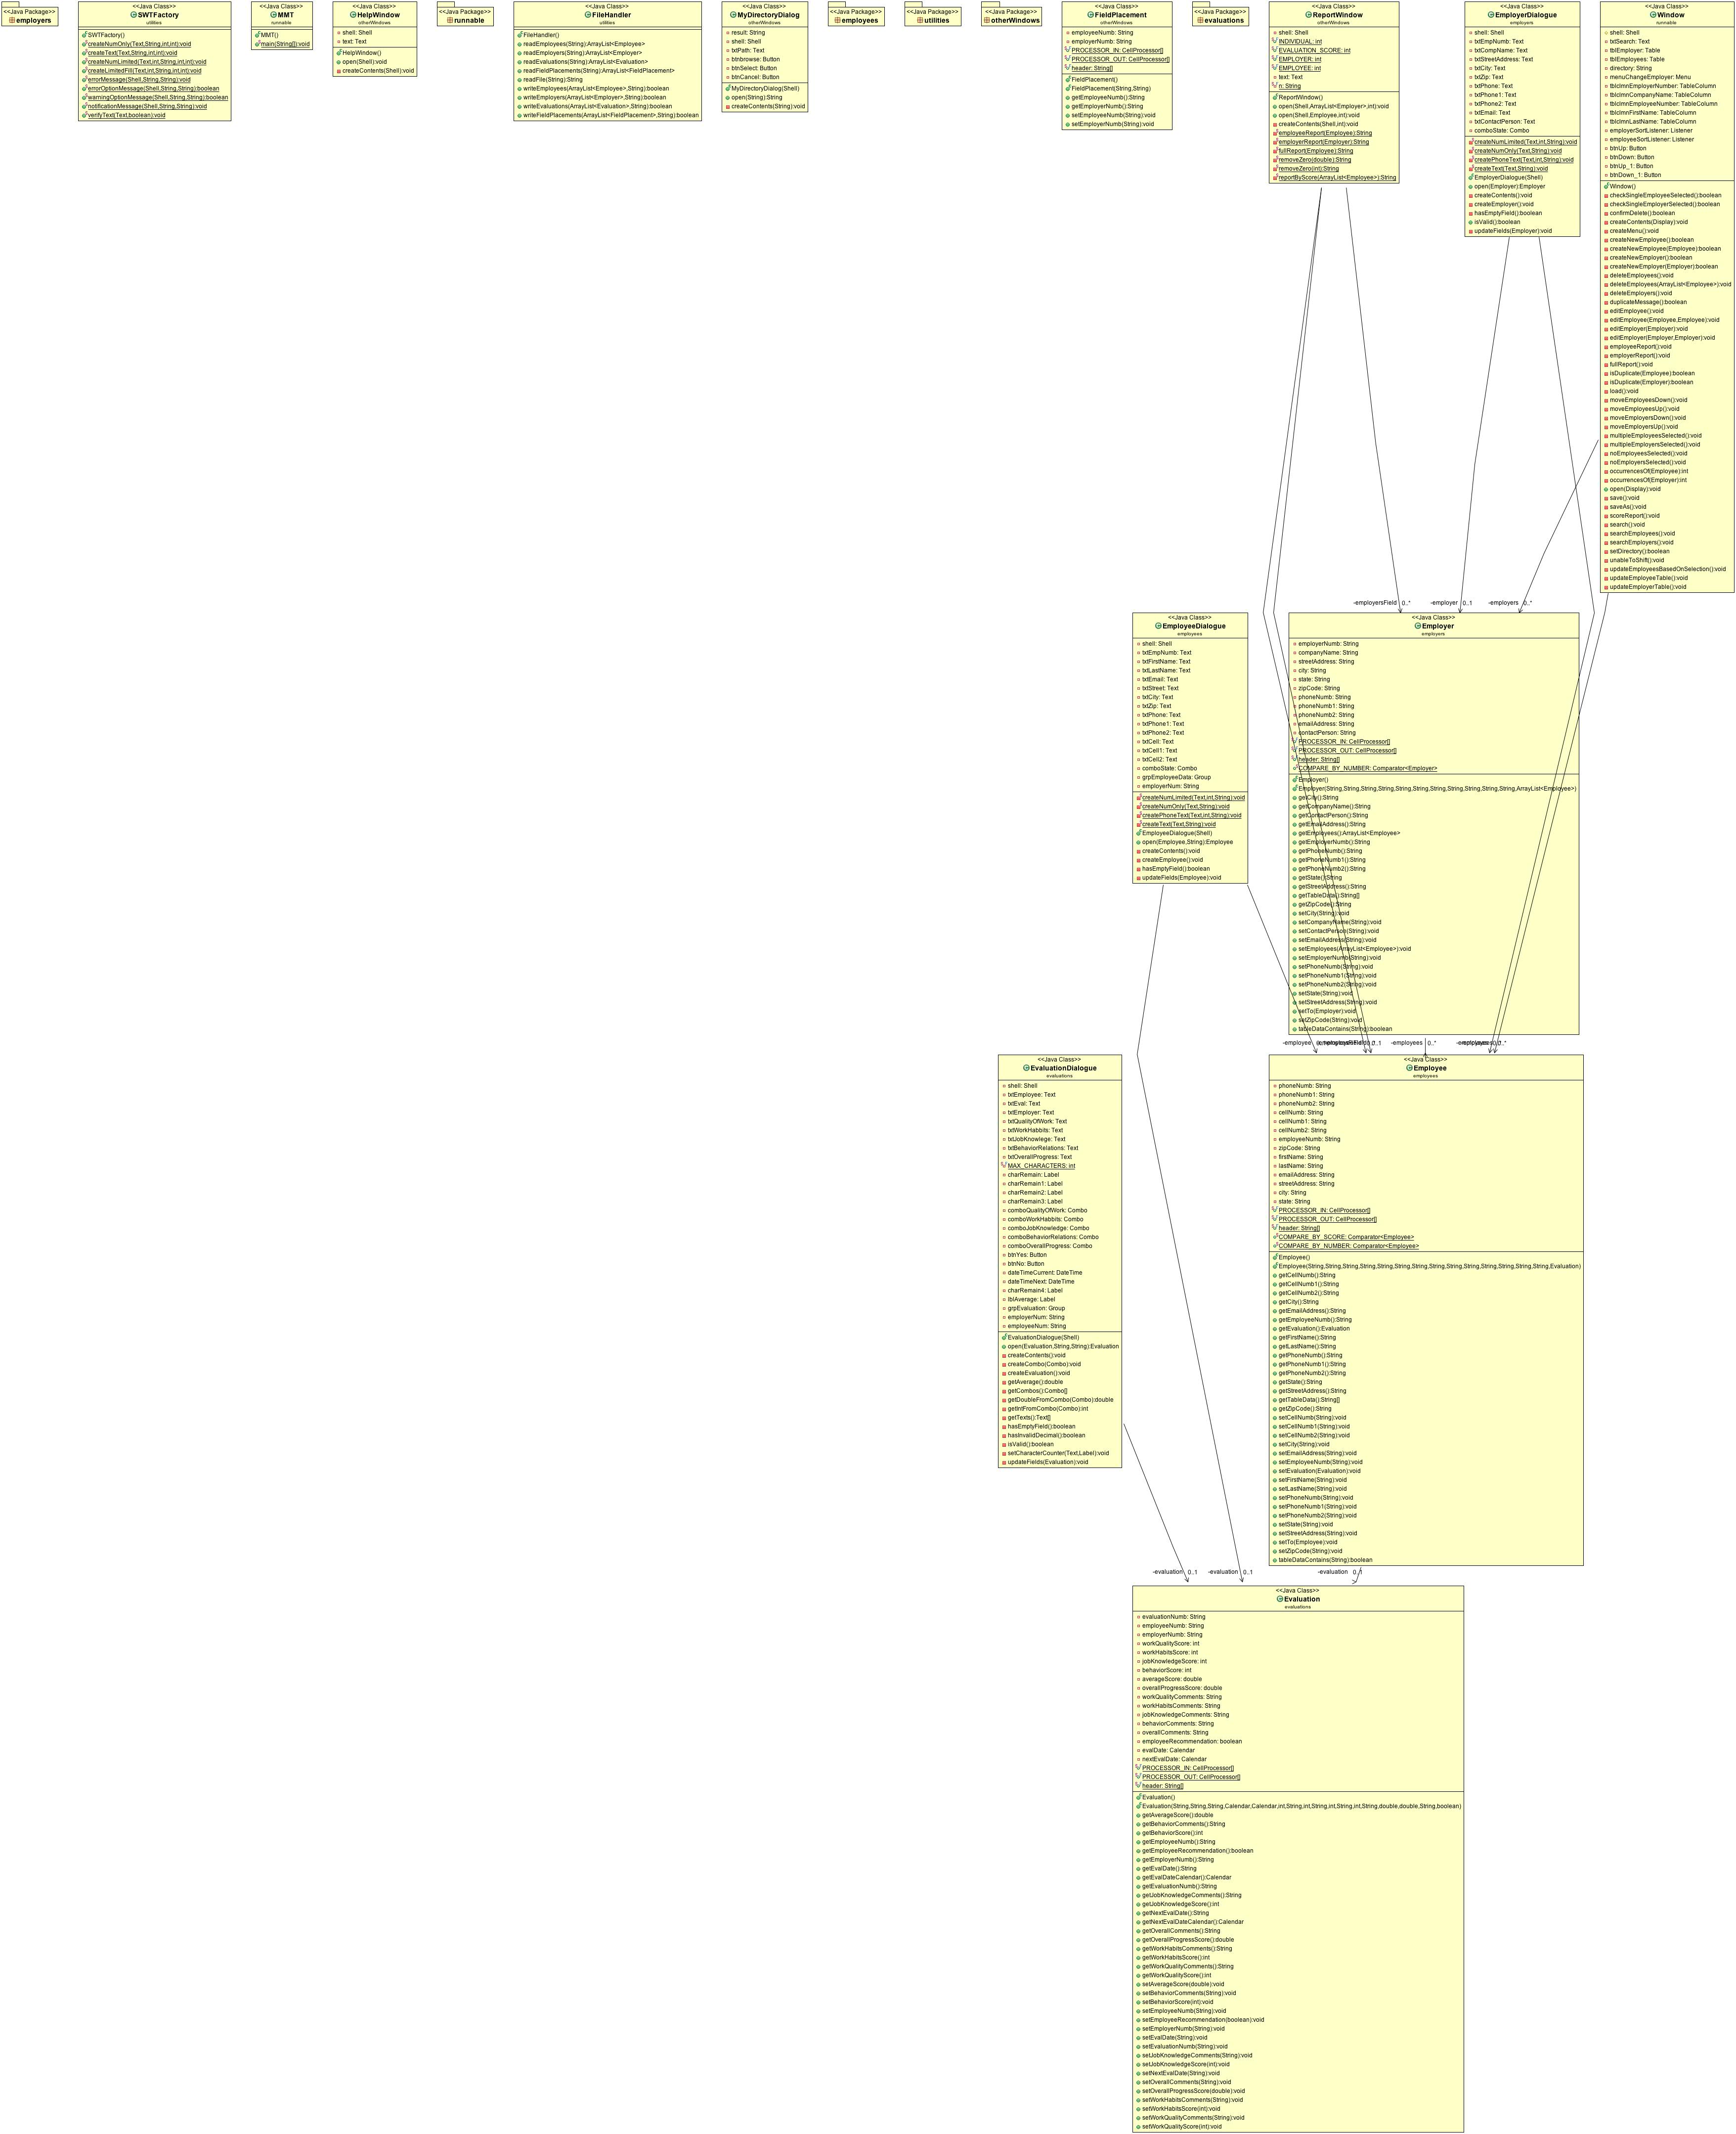 <<Java Package>>
employers
<<Java Class>>
SWTFactory
utilities
SWTFactory()
createNumOnly(Text,String,int,int):void
createText(Text,String,int,int):void
createNumLimited(Text,int,String,int,int):void
createLimitedFill(Text,int,String,int,int):void
errorMessage(Shell,String,String):void
errorOptionMessage(Shell,String,String):boolean
warningOptionMessage(Shell,String,String):boolean
notificationMessage(Shell,String,String):void
verifyText(Text,boolean):void
<<Java Class>>
MMT
runnable
MMT()
main(String[]):void
<<Java Class>>
HelpWindow
otherWindows
shell: Shell
text: Text
HelpWindow()
open(Shell):void
createContents(Shell):void
<<Java Package>>
runnable
<<Java Class>>
FileHandler
utilities
FileHandler()
readEmployees(String):ArrayList<Employee>
readEmployers(String):ArrayList<Employer>
readEvaluations(String):ArrayList<Evaluation>
readFieldPlacements(String):ArrayList<FieldPlacement>
readFile(String):String
writeEmployees(ArrayList<Employee>,String):boolean
writeEmployers(ArrayList<Employer>,String):boolean
writeEvaluations(ArrayList<Evaluation>,String):boolean
writeFieldPlacements(ArrayList<FieldPlacement>,String):boolean
<<Java Class>>
MyDirectoryDialog
otherWindows
result: String
shell: Shell
txtPath: Text
btnbrowse: Button
btnSelect: Button
btnCancel: Button
MyDirectoryDialog(Shell)
open(String):String
createContents(String):void
<<Java Package>>
employees
<<Java Package>>
utilities
<<Java Package>>
otherWindows
<<Java Class>>
FieldPlacement
otherWindows
employeeNumb: String
employerNumb: String
PROCESSOR_IN: CellProcessor[]
PROCESSOR_OUT: CellProcessor[]
header: String[]
FieldPlacement()
FieldPlacement(String,String)
getEmployeeNumb():String
getEmployerNumb():String
setEmployeeNumb(String):void
setEmployerNumb(String):void
<<Java Package>>
evaluations
<<Java Class>>
ReportWindow
otherWindows
shell: Shell
INDIVIDUAL: int
EVALUATION_SCORE: int
EMPLOYER: int
EMPLOYEE: int
text: Text
n: String
ReportWindow()
open(Shell,ArrayList<Employer>,int):void
open(Shell,Employee,int):void
createContents(Shell,int):void
employeeReport(Employee):String
employerReport(Employer):String
fullReport(Employee):String
removeZero(double):String
removeZero(int):String
reportByScore(ArrayList<Employee>):String
<<Java Class>>
EmployerDialogue
employers
shell: Shell
txtEmpNumb: Text
txtCompName: Text
txtStreetAddress: Text
txtCity: Text
txtZip: Text
txtPhone: Text
txtPhone1: Text
txtPhone2: Text
txtEmail: Text
txtContactPerson: Text
comboState: Combo
createNumLimited(Text,int,String):void
createNumOnly(Text,String):void
createPhoneText(Text,int,String):void
createText(Text,String):void
EmployerDialogue(Shell)
open(Employer):Employer
createContents():void
createEmployer():void
hasEmptyField():boolean
isValid():boolean
updateFields(Employer):void
<<Java Class>>
Window
runnable
shell: Shell
txtSearch: Text
tblEmployer: Table
tblEmployees: Table
directory: String
menuChangeEmployer: Menu
tblclmnEmployerNumber: TableColumn
tblclmnCompanyName: TableColumn
tblclmnEmployeeNumber: TableColumn
tblclmnFirstName: TableColumn
tblclmnLastName: TableColumn
employerSortListener: Listener
employeeSortListener: Listener
btnUp: Button
btnDown: Button
btnUp_1: Button
btnDown_1: Button
Window()
checkSingleEmployeeSelected():boolean
checkSingleEmployerSelected():boolean
confirmDelete():boolean
createContents(Display):void
createMenu():void
createNewEmployee():boolean
createNewEmployee(Employee):boolean
createNewEmployer():boolean
createNewEmployer(Employer):boolean
deleteEmployees():void
deleteEmployees(ArrayList<Employee>):void
deleteEmployers():void
duplicateMessage():boolean
editEmployee():void
editEmployee(Employee,Employee):void
editEmployer(Employer):void
editEmployer(Employer,Employer):void
employeeReport():void
employerReport():void
fullReport():void
isDuplicate(Employee):boolean
isDuplicate(Employer):boolean
load():void
moveEmployeesDown():void
moveEmployeesUp():void
moveEmployersDown():void
moveEmployersUp():void
multipleEmployeesSelected():void
multipleEmployersSelected():void
noEmployeesSelected():void
noEmployersSelected():void
occurrencesOf(Employee):int
occurrencesOf(Employer):int
open(Display):void
save():void
saveAs():void
scoreReport():void
search():void
searchEmployees():void
searchEmployers():void
setDirectory():boolean
unableToShift():void
updateEmployeesBasedOnSelection():void
updateEmployeeTable():void
updateEmployerTable():void
-employersField 0..*
-employer 0..1
-employers 0..*
<<Java Class>>
EmployeeDialogue
employees
shell: Shell
txtEmpNumb: Text
txtFirstName: Text
txtLastName: Text
txtEmail: Text
txtStreet: Text
txtCity: Text
txtZip: Text
txtPhone: Text
txtPhone1: Text
txtPhone2: Text
txtCell: Text
txtCell1: Text
txtCell2: Text
comboState: Combo
grpEmployeeData: Group
employerNum: String
createNumLimited(Text,int,String):void
createNumOnly(Text,String):void
createPhoneText(Text,int,String):void
createText(Text,String):void
EmployeeDialogue(Shell)
open(Employee,String):Employee
createContents():void
createEmployee():void
hasEmptyField():boolean
updateFields(Employee):void
<<Java Class>>
Employer
employers
employerNumb: String
companyName: String
streetAddress: String
city: String
state: String
zipCode: String
phoneNumb: String
phoneNumb1: String
phoneNumb2: String
emailAddress: String
contactPerson: String
PROCESSOR_IN: CellProcessor[]
PROCESSOR_OUT: CellProcessor[]
header: String[]
COMPARE_BY_NUMBER: Comparator<Employer>
Employer()
Employer(String,String,String,String,String,String,String,String,String,String,String,ArrayList<Employee>)
getCity():String
getCompanyName():String
getContactPerson():String
getEmailAddress():String
getEmployees():ArrayList<Employee>
getEmployerNumb():String
getPhoneNumb():String
getPhoneNumb1():String
getPhoneNumb2():String
getState():String
getStreetAddress():String
getTableData():String[]
getZipCode():String
setCity(String):void
setCompanyName(String):void
setContactPerson(String):void
setEmailAddress(String):void
setEmployees(ArrayList<Employee>):void
setEmployerNumb(String):void
setPhoneNumb(String):void
setPhoneNumb1(String):void
setPhoneNumb2(String):void
setState(String):void
setStreetAddress(String):void
setTo(Employer):void
setZipCode(String):void
tableDataContains(String):boolean
-employee 0..1
-employees 0..*
<<Java Class>>
EvaluationDialogue
evaluations
shell: Shell
txtEmployee: Text
txtEval: Text
txtEmployer: Text
txtQualityOfWork: Text
txtWorkHabbits: Text
txtJobKnowlege: Text
txtBehaviorRelations: Text
txtOverallProgress: Text
MAX_CHARACTERS: int
charRemain: Label
charRemain1: Label
charRemain2: Label
charRemain3: Label
comboQualityOfWork: Combo
comboWorkHabbits: Combo
comboJobKnowledge: Combo
comboBehaviorRelations: Combo
comboOverallProgress: Combo
btnYes: Button
btnNo: Button
dateTimeCurrent: DateTime
dateTimeNext: DateTime
charRemain4: Label
lblAverage: Label
grpEvaluation: Group
employerNum: String
employeeNum: String
EvaluationDialogue(Shell)
open(Evaluation,String,String):Evaluation
createContents():void
createCombo(Combo):void
createEvaluation():void
getAverage():double
getCombos():Combo[]
getDoubleFromCombo(Combo):double
getIntFromCombo(Combo):int
getTexts():Text[]
hasEmptyField():boolean
hasInvalidDecimal():boolean
isValid():boolean
setCharacterCounter(Text,Label):void
updateFields(Evaluation):void
<<Java Class>>
Employee
employees
phoneNumb: String
phoneNumb1: String
phoneNumb2: String
cellNumb: String
cellNumb1: String
cellNumb2: String
employeeNumb: String
zipCode: String
firstName: String
lastName: String
emailAddress: String
streetAddress: String
city: String
state: String
PROCESSOR_IN: CellProcessor[]
PROCESSOR_OUT: CellProcessor[]
header: String[]
COMPARE_BY_SCORE: Comparator<Employee>
COMPARE_BY_NUMBER: Comparator<Employee>
Employee()
Employee(String,String,String,String,String,String,String,String,String,String,String,String,String,String,Evaluation)
getCellNumb():String
getCellNumb1():String
getCellNumb2():String
getCity():String
getEmailAddress():String
getEmployeeNumb():String
getEvaluation():Evaluation
getFirstName():String
getLastName():String
getPhoneNumb():String
getPhoneNumb1():String
getPhoneNumb2():String
getState():String
getStreetAddress():String
getTableData():String[]
getZipCode():String
setCellNumb(String):void
setCellNumb1(String):void
setCellNumb2(String):void
setCity(String):void
setEmailAddress(String):void
setEmployeeNumb(String):void
setEvaluation(Evaluation):void
setFirstName(String):void
setLastName(String):void
setPhoneNumb(String):void
setPhoneNumb1(String):void
setPhoneNumb2(String):void
setState(String):void
setStreetAddress(String):void
setTo(Employee):void
setZipCode(String):void
tableDataContains(String):boolean
-evaluation 0..1
-evaluation 0..1
-evaluation 0..1
<<Java Class>>
Evaluation
evaluations
evaluationNumb: String
employeeNumb: String
employerNumb: String
workQualityScore: int
workHabitsScore: int
jobKnowledgeScore: int
behaviorScore: int
averageScore: double
overallProgressScore: double
workQualityComments: String
workHabitsComments: String
jobKnowledgeComments: String
behaviorComments: String
overallComments: String
employeeRecommendation: boolean
evalDate: Calendar
nextEvalDate: Calendar
PROCESSOR_IN: CellProcessor[]
PROCESSOR_OUT: CellProcessor[]
header: String[]
Evaluation()
Evaluation(String,String,String,Calendar,Calendar,int,String,int,String,int,String,int,String,double,double,String,boolean)
getAverageScore():double
getBehaviorComments():String
getBehaviorScore():int
getEmployeeNumb():String
getEmployeeRecommendation():boolean
getEmployerNumb():String
getEvalDate():String
getEvalDateCalendar():Calendar
getEvaluationNumb():String
getJobKnowledgeComments():String
getJobKnowledgeScore():int
getNextEvalDate():String
getNextEvalDateCalendar():Calendar
getOverallComments():String
getOverallProgressScore():double
getWorkHabitsComments():String
getWorkHabitsScore():int
getWorkQualityComments():String
getWorkQualityScore():int
setAverageScore(double):void
setBehaviorComments(String):void
setBehaviorScore(int):void
setEmployeeNumb(String):void
setEmployeeRecommendation(boolean):void
setEmployerNumb(String):void
setEvalDate(String):void
setEvaluationNumb(String):void
setJobKnowledgeComments(String):void
setJobKnowledgeScore(int):void
setNextEvalDate(String):void
setOverallComments(String):void
setOverallProgressScore(double):void
setWorkHabitsComments(String):void
setWorkHabitsScore(int):void
setWorkQualityComments(String):void
setWorkQualityScore(int):void